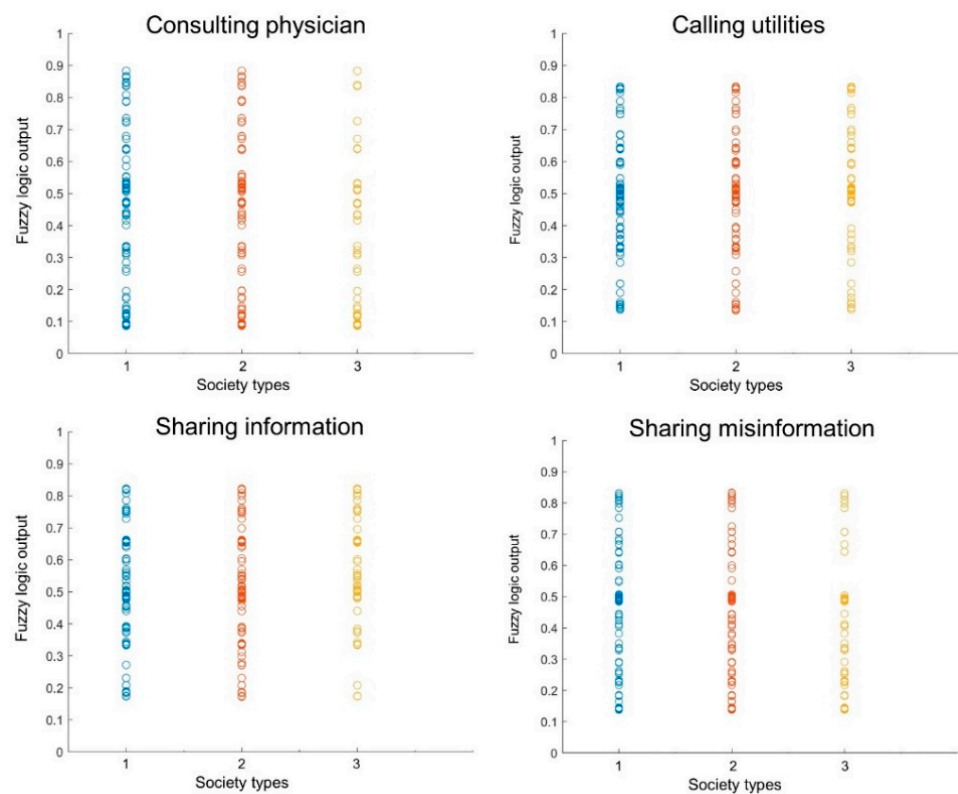 Consulting physician
1
0.9
0.8
0.7
0.6
0.5
0.4
0.3
0.2
0.1
0
Fuzzy logic output
1 2 3
Society types
Calling utilities
1
0.9
0.8
0.7
0.6
0.5
0.4
0.3
0.2
0.1
0
Fuzzy logic output
1 2 3
Society types
Sharing information
1
0.9
0.8
0.7
0.6
0.5
0.4
0.3
0.2
0.1
0
Fuzzy logic output
1 2 3
Society types
Sharing misinformation
1
0.9
0.8
0.7
0.6
0.5
0.4
0.3
0.2
0.1
0
Fuzzy logic output
1 2 3
Society types